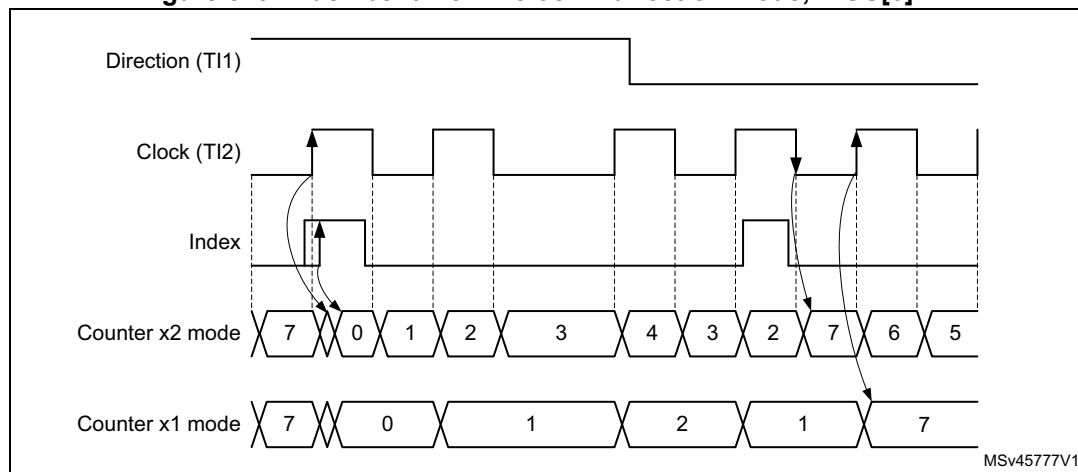 Direction (TI1)
Clock (TI2)
Index
Counter x2 mode 7 0 1 2 3 4 3 2 7 6 5
Counter x1 mode 7 0 1 2 1 7
MSv45777V1